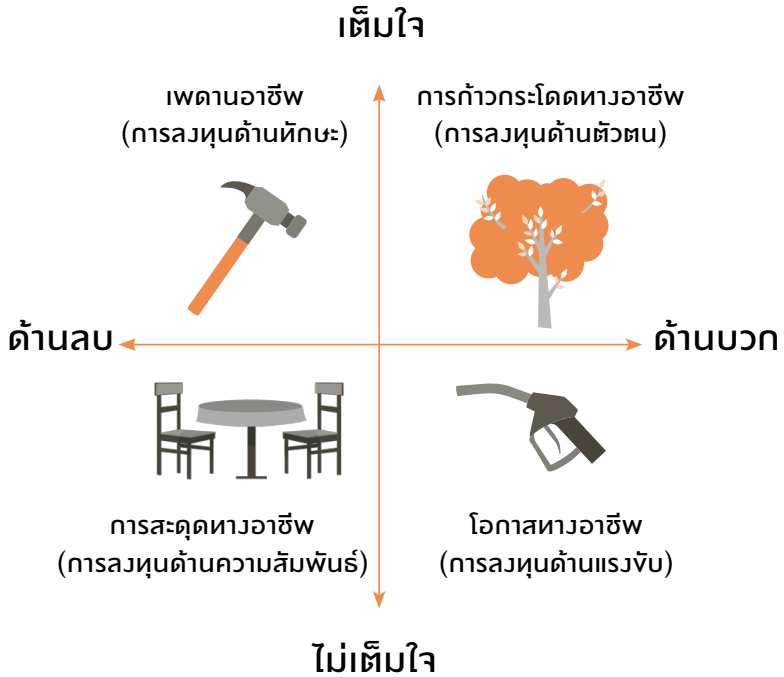 เต็มใจ
เพดานอาชีพ
(การลงทุนด้านทักษะ)
การก้าวกระโดดทางอาชีพ
(การลงทุนด้านตัวตน)
ด้านลบ
ด้านบวก
การสะดุดทางอาชีพ
(การลงทุนด้านความสัมพันธ์)
โอกาสทางอาชีพ
(การลงทุนด้านแรงขับ)
ไม่เต็มใจ